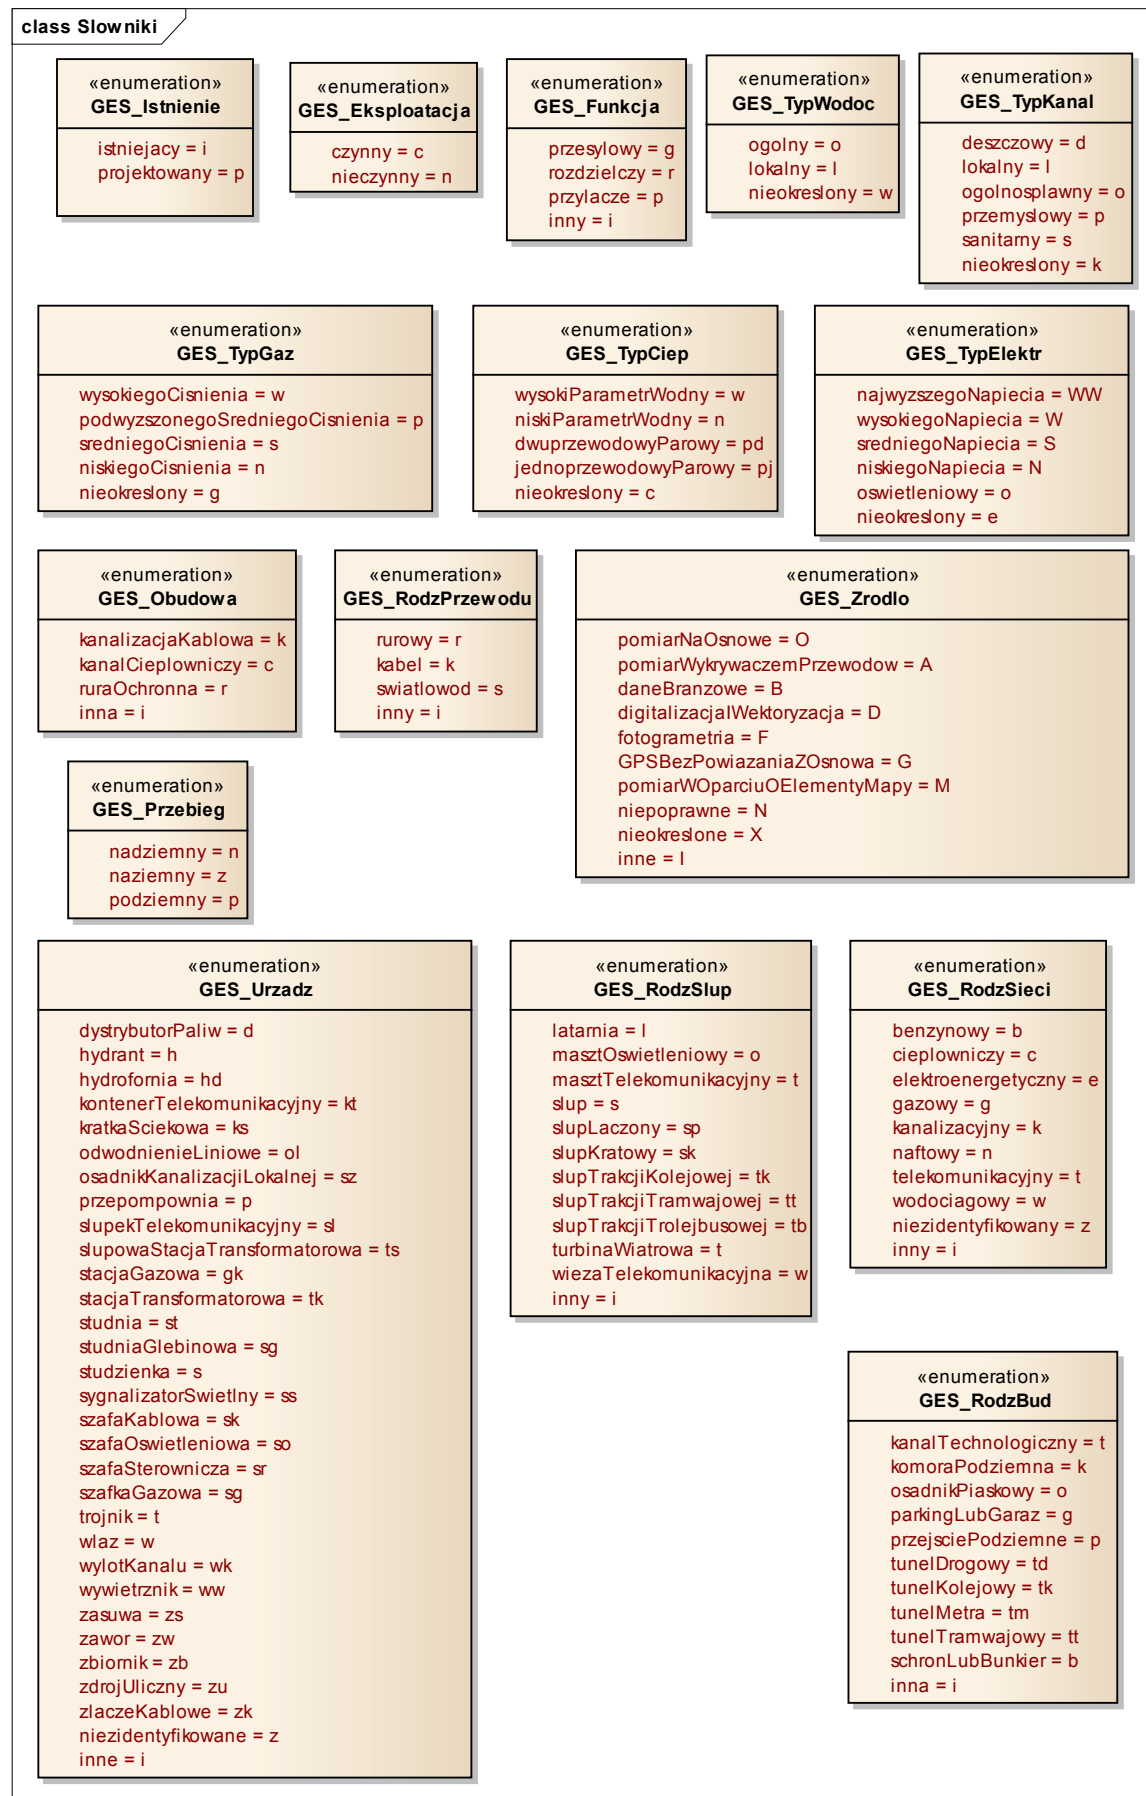 class Slowniki
«enumeration»
GES_Istnienie
istniejacy = i
projektowany = p
«enumeration»
GES_Eksploatacja
czynny = c
nieczynny = n
«enumeration»
GES_Funkcja
przesylowy = g
rozdzielczy = r
przylacze = p
inny = i
«enumeration»
GES_TypWodoc
ogolny = o
lokalny = l
nieokreslony = w
«enumeration»
GES_TypKanal
deszczowy = d
lokalny = l
ogolnosplawny = o
przemyslowy = p
sanitarny = s
nieokreslony = k
«enumeration»
GES_TypGaz
wysokiegoCisnienia = w
podwyzszonegoSredniegoCisnienia = p
sredniegoCisnienia = s
niskiegoCisnienia = n
nieokreslony = g
«enumeration»
GES_TypCiep
wysokiParametrWodny = w
niskiParametrWodny = n
dwuprzewodowyParowy = pd
jednoprzewodowyParowy = pj
nieokreslony = c
«enumeration»
GES_TypElektr
najwyzszegoNapiecia = WW
wysokiegoNapiecia = W
sredniegoNapiecia = S
niskiegoNapiecia = N
oswietleniowy = o
nieokreslony = e
«enumeration»
GES_Obudowa
kanalizacjaKablowa = k
kanalCieplowniczy = c
ruraOchronna = r
inna = i
«enumeration»
GES_RodzPrzewodu
rurowy = r
kabel = k
swiatlowod = s
inny = i
«enumeration»
GES_Zrodlo
pomiarNaOsnowe = O
pomiarWykrywaczemPrzewodow = A
daneBranzowe = B
digitalizacjaIWektoryzacja = D
fotogrametria = F
GPSBezPowiazaniaZOsnowa = G
pomiarWOparciuOElementyMapy = M
niepoprawne = N
nieokreslone = X
inne = I
«enumeration»
GES_Przebieg
nadziemny = n
naziemny = z
podziemny = p
«enumeration»
GES_Urzadz
dystrybutorPaliw = d
hydrant = h
hydrofornia = hd
kontenerTelekomunikacyjny = kt
kratkaSciekowa = ks
odwodnienieLiniowe = ol
osadnikKanalizacjiLokalnej = sz
przepompownia = p
slupekTelekomunikacyjny = sl
slupowaStacjaTransformatorowa = ts
stacjaGazowa = gk
stacjaTransformatorowa = tk
studnia = st
studniaGlebinowa = sg
studzienka = s
sygnalizatorSwietlny = ss
szafaKablowa = sk
szafaOswietleniowa = so
szafaSterownicza = sr
szafkaGazowa = sg
trojnik = t
wlaz = w
wylotKanalu = wk
wywietrznik = ww
zasuwa = zs
zawor = zw
zbiornik = zb
zdrojUliczny = zu
zlaczeKablowe = zk
niezidentyfikowane = z
inne = i
«enumeration»
GES_RodzSlup
latarnia = l
masztOswietleniowy = o
masztTelekomunikacyjny = t
slup = s
slupLaczony = sp
slupKratowy = sk
slupTrakcjiKolejowej = tk
slupTrakcjiTramwajowej = tt
slupTrakcjiTrolejbusowej = tb
turbinaWiatrowa = t
wiezaTelekomunikacyjna = w
inny = i
«enumeration»
GES_RodzSieci
benzynowy = b
cieplowniczy = c
elektroenergetyczny = e
gazowy = g
kanalizacyjny = k
naftowy = n
telekomunikacyjny = t
wodociagowy = w
niezidentyfikowany = z
inny = i
«enumeration»
GES_RodzBud
kanalTechnologiczny = t
komoraPodziemna = k
osadnikPiaskowy = o
parkingLubGaraz = g
przejsciePodziemne = p
tunelDrogowy = td
tunelKolejowy = tk
tunelMetra = tm
tunelTramwajowy = tt
schronLubBunkier = b
inna = i